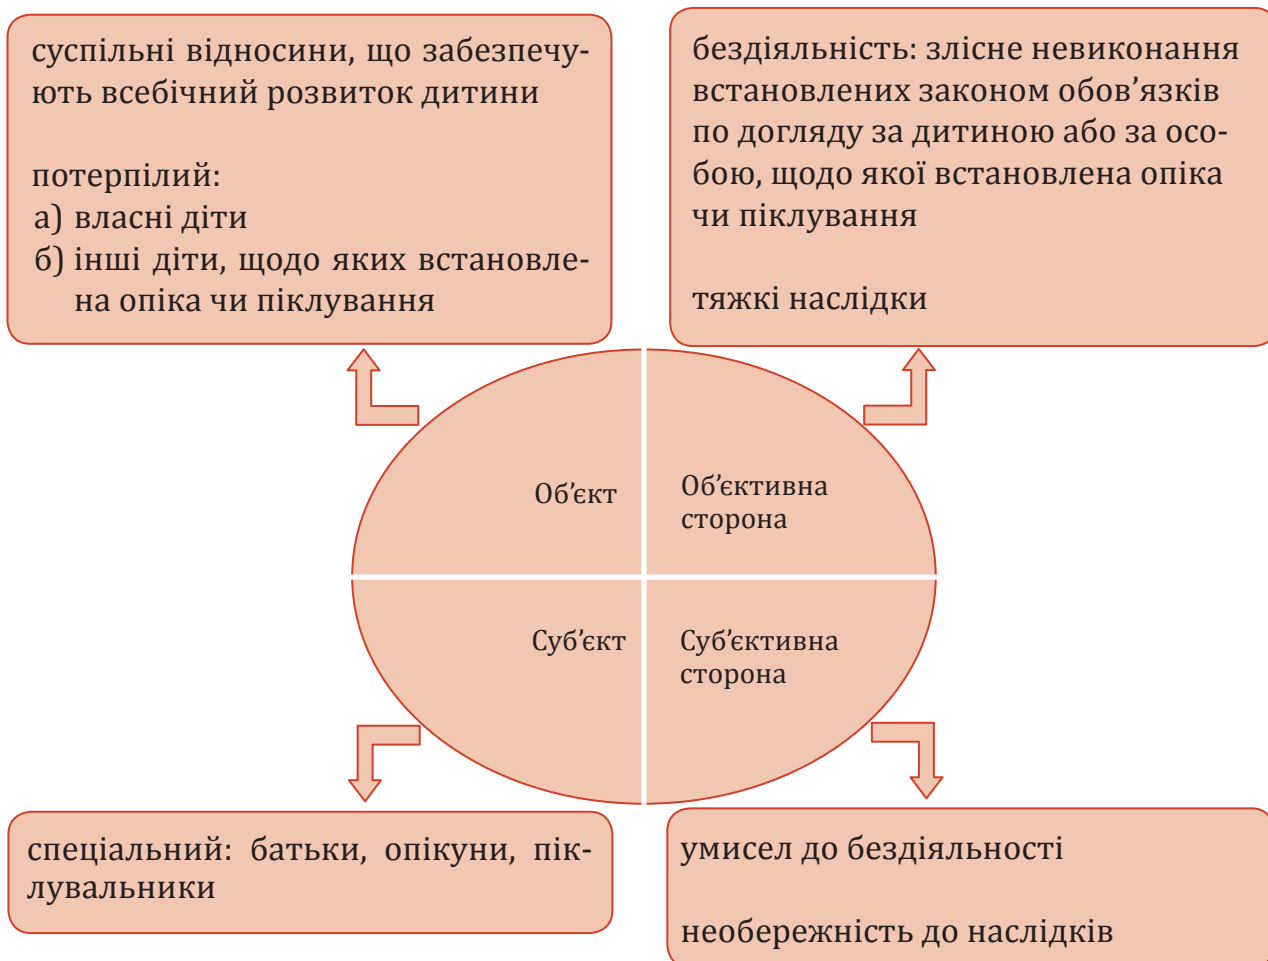 суспільні відносини, що забезпечу-
ють всебічний розвиток дитини
потерпілий:
а) власні діти
б) інші діти, щодо яких встановле-
на опіка чи піклування
бездіяльність: злісне невиконання
встановлених законом обов’язків
по догляду за дитиною або за осо-
бою, щодо якої встановлена опіка
чи піклування
тяжкі наслідки
Об’єкт
Об’єктивна
сторона
Суб’єкт
Суб’єктивна
сторона
спеціальний: батьки, опікуни, пік-
лувальники
умисел до бездіяльності
необережність до наслідків